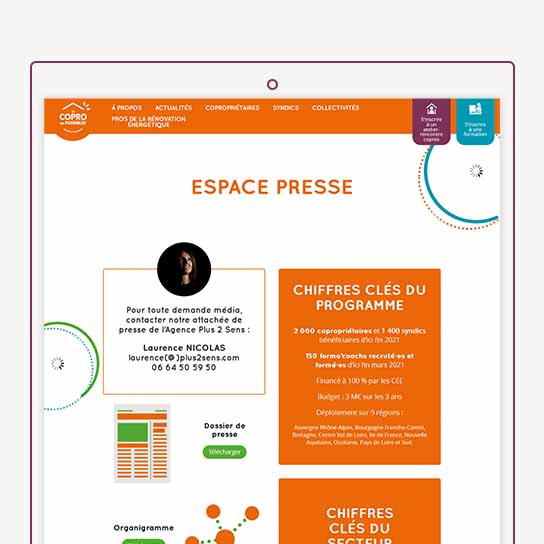 LA
COPRO
DES POSSIBLES
À PROPOS ACTUALITÉS COPROPRIÉTAIRES SYNDICS COLLECTIVITÉS
PROS DE LA RÉNOVATION
ÉNERGÉTIQUE
S'inscrire
à un
atelier-
rencontre
copros
S'inscrire
à une
formation
ESPACE PRESSE
Pour toute demande média,
contacter notre attachée de
presse de l'Agence Plus 2 Sens :
Laurence NICOLAS
laurence(@)plus2sens.com
06 64 50 59 50
Dossier de
presse
Télécharger
Organigramme
CHIFFRES CLÉS DU
PROGRAMME
2 000 copropriétaires et 1 400 syndics
bénéficiaires d'ici fin 2021
150 forma'coachs recruté·es et
formé·es d'ici fin mars 2021
Financé à 100 % par les CEE
Budget : 3 M€ sur les 3 ans
Déploiement sur 9 régions :
Auvergne Rhône-Alpes, Bourgogne Franche-Comté,
Bretagne, Centre Val de Loire, Ile de France, Nouvelle
Aquitaine, Occitanie, Pays de Loire et Sud.
CHIFFRES
CLÉS DU
SECTEUR